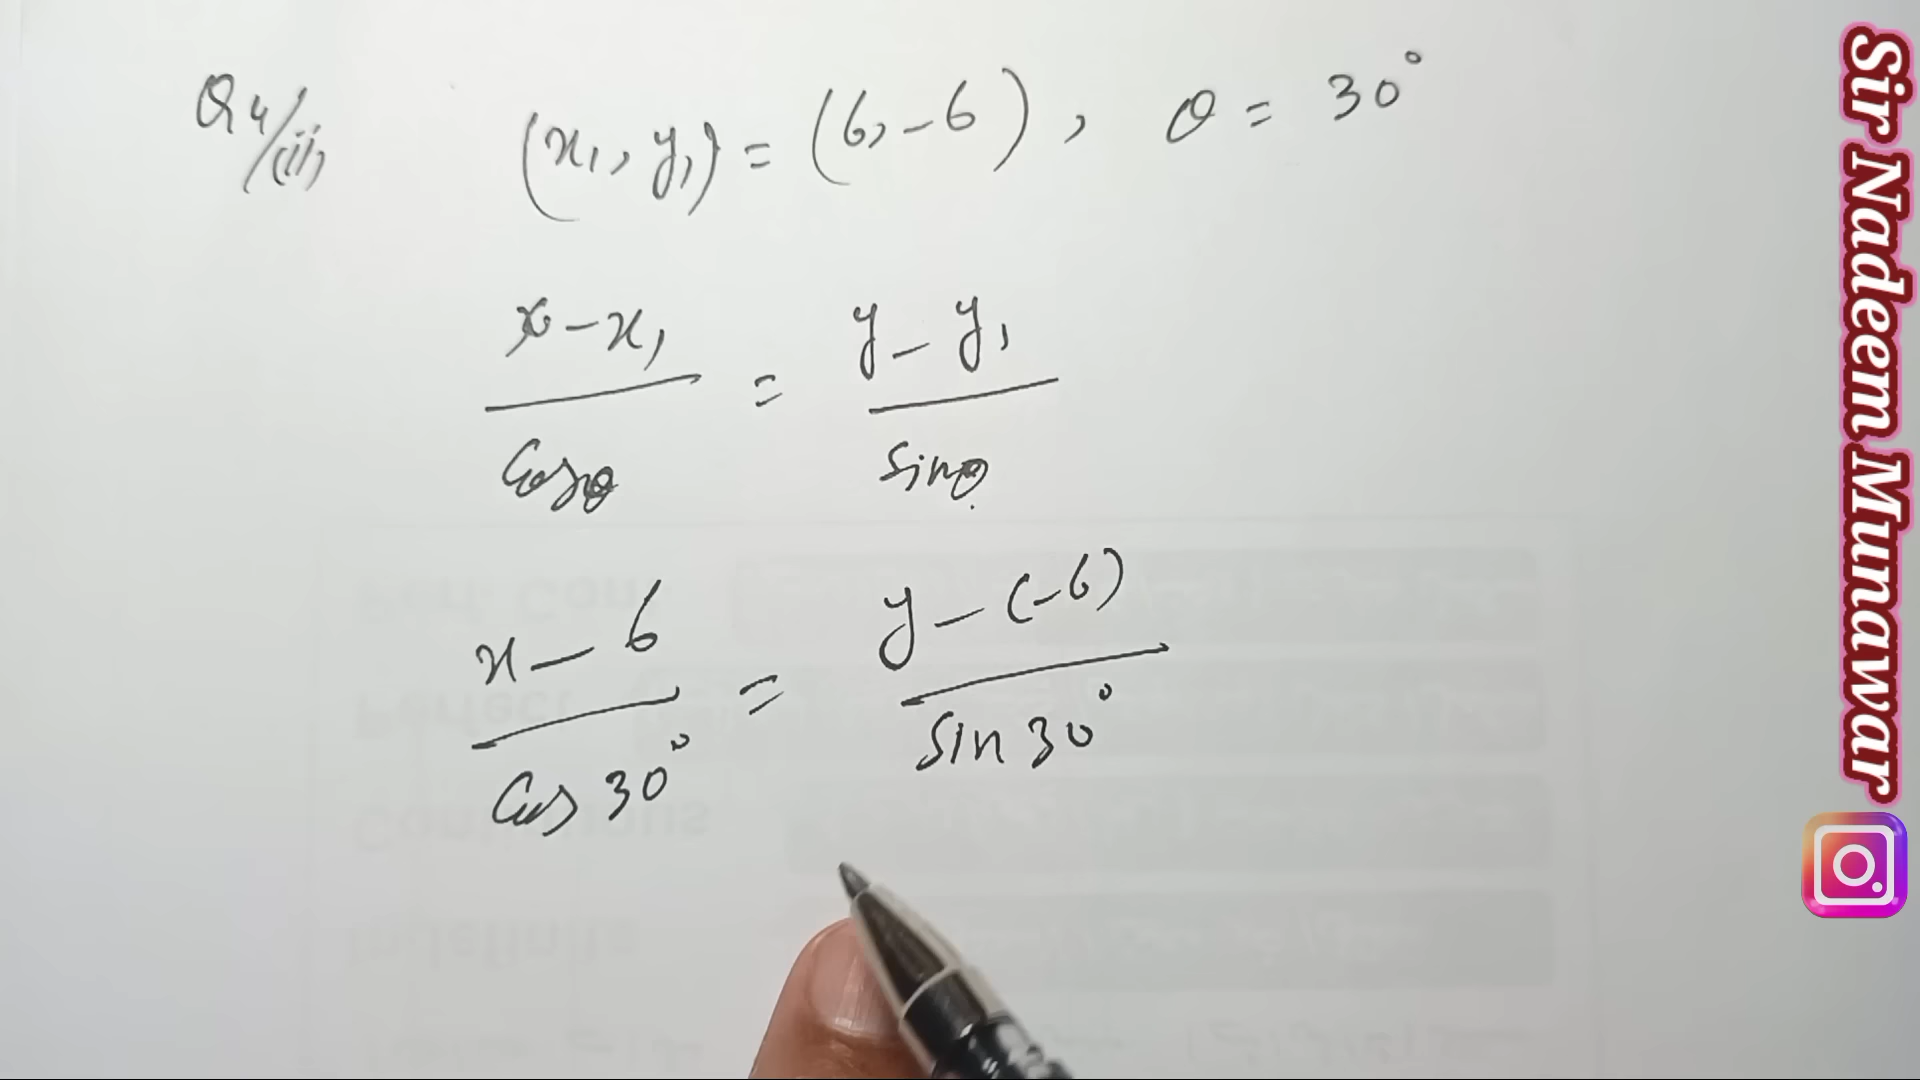 Q4/(ii) (x₁, y₁) = (6, -6), θ = 30°
x - x₁ / Cosθ = y - y₁ / Sinθ
x - 6 / Cos 30° = y - (-6) / Sin 30°
Sir Nadeem Munawar